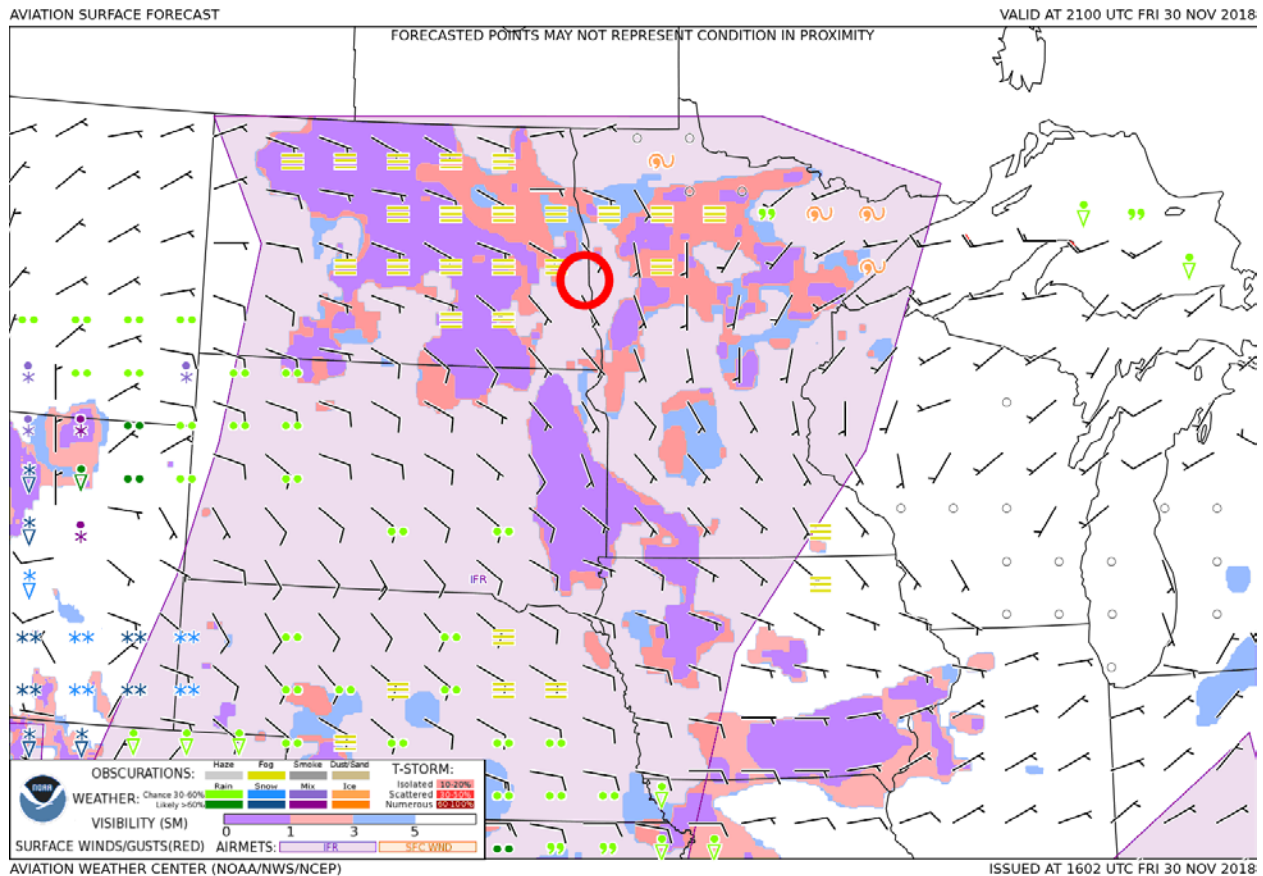 AVIATION SURFACE FORECAST
VALID AT 2100 UTC FRI 30 NOV 2018
FORECASTED POINTS MAY NOT REPRESENT CONDITION IN PROXIMITY
IFR
NOAA
OBSCURATIONS: Haze Fog Smoke Dust/Sand
WEATHER: Rain Snow Mix Ice
Chance 30-60%
Likely >60%
T-STORM:
Isolated 10-20%
Scattered 30-50%
Numerous 60-100%
VISIBILITY (SM) 0 1 3 5
SURFACE WINDS/GUSTS(RED) AIRMETS: IFR SFC WND
AVIATION WEATHER CENTER (NOAA/NWS/NCEP)
ISSUED AT 1602 UTC FRI 30 NOV 2018